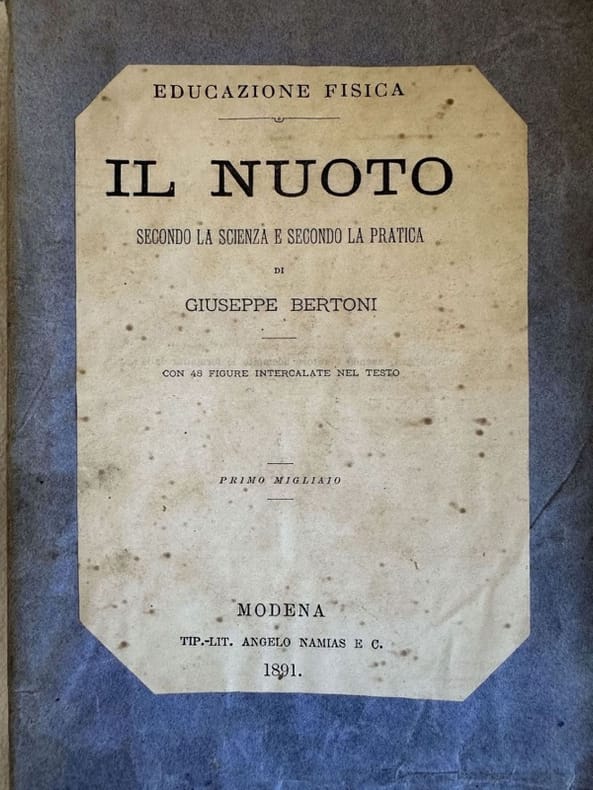 EDUCAZIONE FISICA
IL NUOTO
SECONDO LA SCIENZA E SECONDO LA PRATICA
DI
GIUSEPPE BERTONI
CON 48 FIGURE INTERCALATE NEL TESTO
PRIMO MIGLIAIO
MODENA
TIP.-LIT. ANGELO NAMIAS E C.
1891.